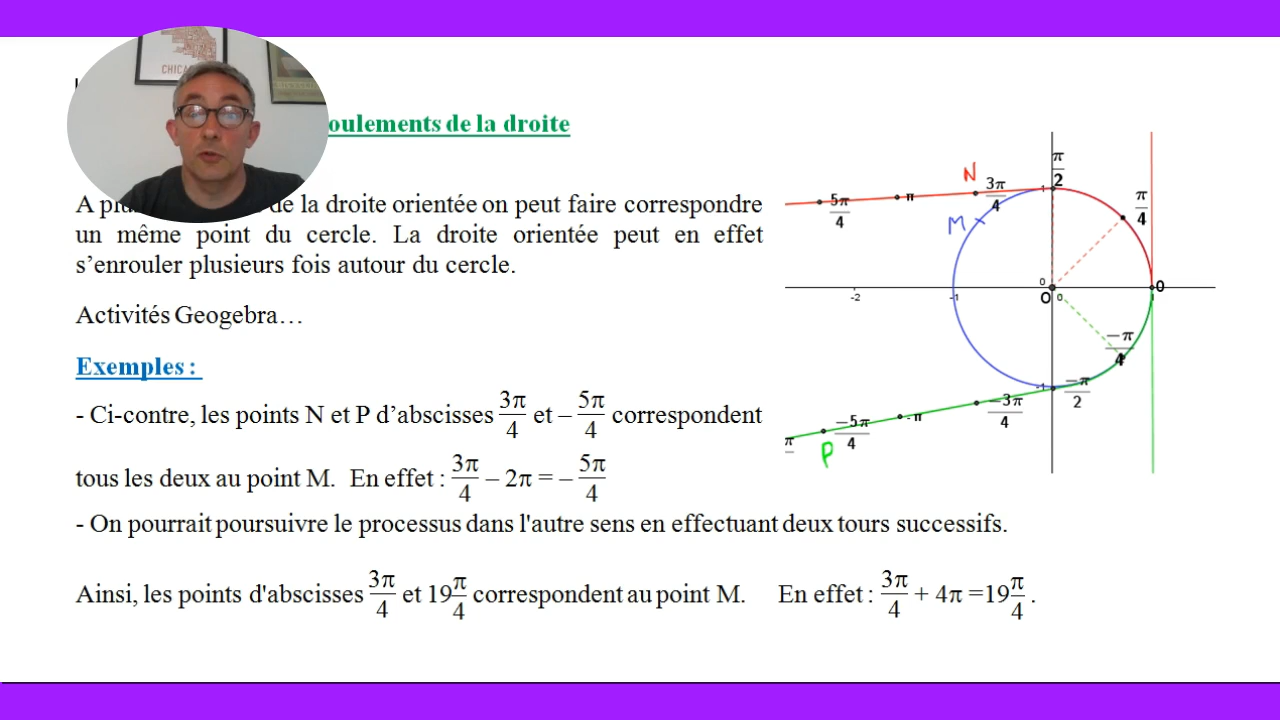 CHICA
oulements de la droite
A pl de la droite orientée on peut faire correspondre
un même point du cercle. La droite orientée peut en effet
s'enrouler plusieurs fois autour du cercle.
Activités Geogebra…
Exemples :
- Ci-contre, les points N et P d'abscisses 3π/4 et – 5π/4 correspondent
tous les deux au point M. En effet : 3π/4 – 2π = – 5π/4
- On pourrait poursuivre le processus dans l'autre sens en effectuant deux tours successifs.
Ainsi, les points d'abscisses 3π/4 et 19π/4 correspondent au point M. En effet : 3π/4 + 4π =19π/4 .
π/2
N 3π/4 1 π/4
5π/4 π
M
-2 -1 0 O 0 1 0
-π/4
-1 -π/2
-3π/4
-5π/4 -π
π
P